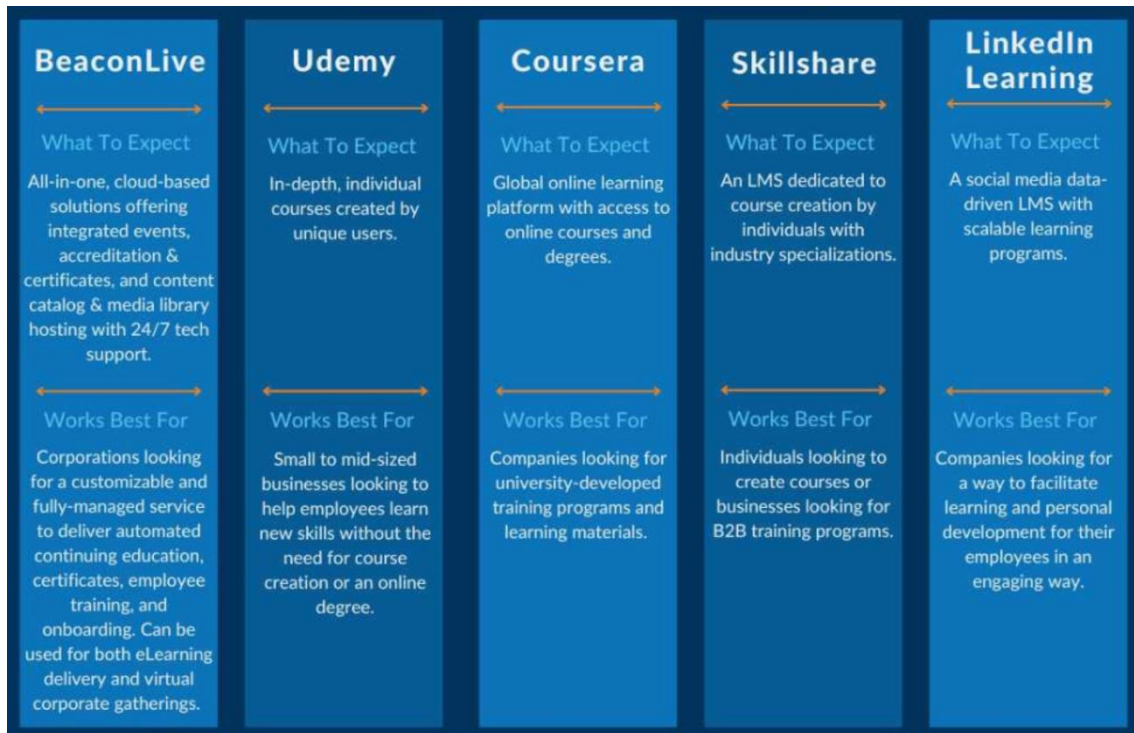 BeaconLive
What To Expect
All-in-one, cloud-based
solutions offering
integrated events,
accreditation &
certificates, and content
catalog & media library
hosting with 24/7 tech
support.
Works Best For
Corporations looking
for a customizable and
fully-managed service
to deliver automated
continuing education,
certificates, employee
training, and
onboarding. Can be
used for both eLearning
delivery and virtual
corporate gatherings.
Udemy
What To Expect
In-depth, individual
courses created by
unique users.
Works Best For
Small to mid-sized
businesses looking to
help employees learn
new skills without the
need for course
creation or an online
degree.
Coursera
What To Expect
Global online learning
platform with access to
online courses and
degrees.
Works Best For
Companies looking for
university-developed
training programs and
learning materials.
Skillshare
What To Expect
An LMS dedicated to
course creation by
individuals with
industry specializations.
Works Best For
Individuals looking to
create courses or
businesses looking for
B2B training programs.
LinkedIn
Learning
What To Expect
A social media data-
driven LMS with
scalable learning
programs.
Works Best For
Companies looking for
a way to facilitate
learning and personal
development for their
employees in an
engaging way.